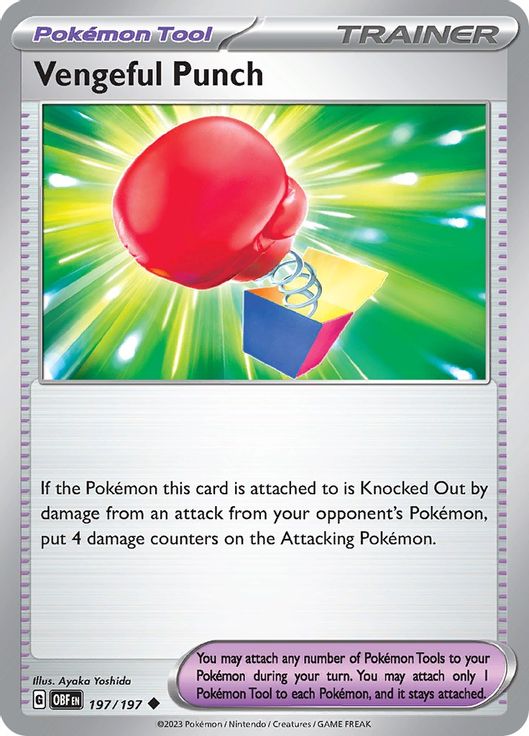 Pokémon Tool
TRAINER
Vengeful Punch
If the Pokémon this card is attached to is Knocked Out by
damage from an attack from your opponent's Pokémon,
put 4 damage counters on the Attacking Pokémon.
You may attach any number of Pokémon Tools to your
Pokémon during your turn. You may attach only 1
Pokémon Tool to each Pokémon, and it stays attached.
Illus. Ayaka Yoshida
G OBF EN 197/197 ◆
©2023 Pokémon / Nintendo / Creatures / GAME FREAK